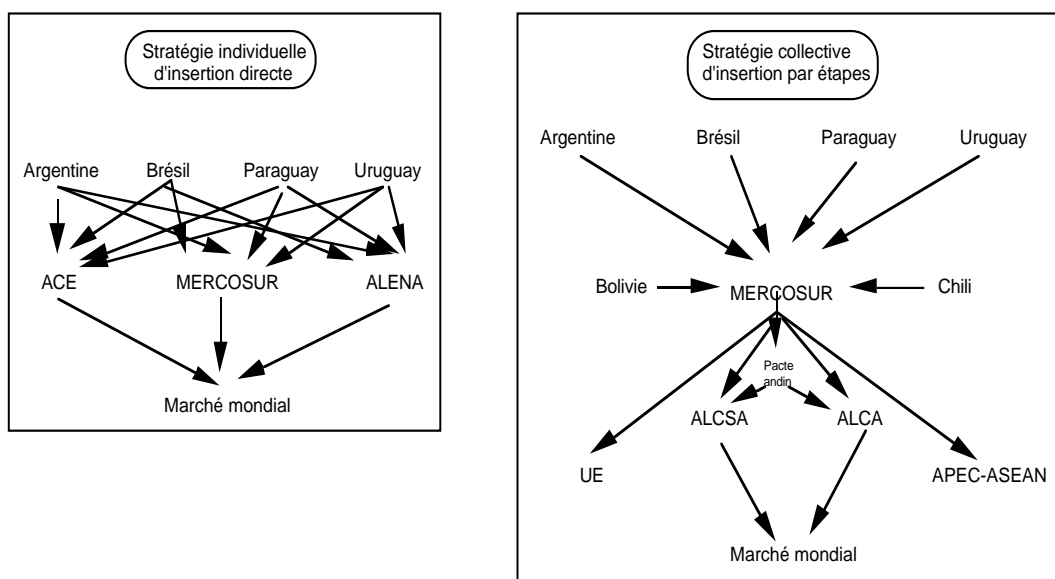 Stratégie individuelle
d'insertion directe
Argentine Brésil Paraguay Uruguay
ACE MERCOSUR ALENA
Marché mondial
Stratégie collective
d'insertion par étapes
Argentine Brésil Paraguay Uruguay
Bolivie MERCOSUR Chili
Pacte
andin
ALCSA ALCA
UE APEC-ASEAN
Marché mondial